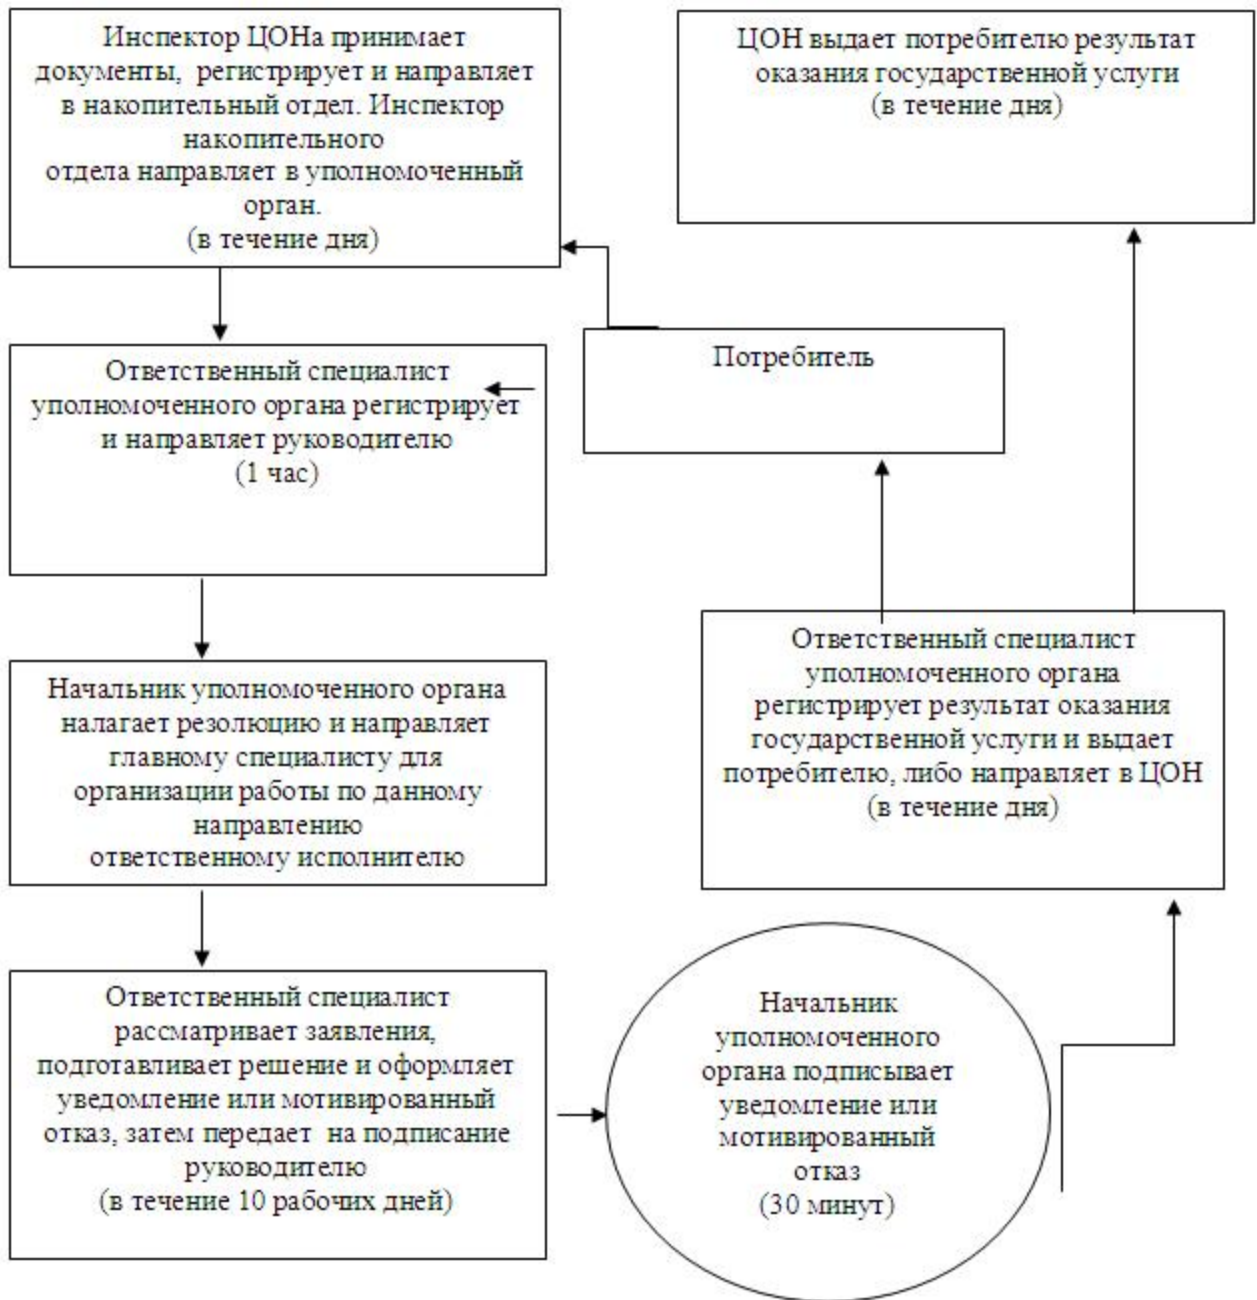 Инспектор ЦОНа принимает
документы, регистрирует и направляет
в накопительный отдел. Инспектор
накопительного
отдела направляет в уполномоченный
орган.
(в течение дня)
ЦОН выдает потребителю результат
оказания государственной услуги
(в течение дня)
Потребитель
Ответственный специалист
уполномоченного органа регистрирует
и направляет руководителю
(1 час)
Начальник уполномоченного органа
налагает резолюцию и направляет
главному специалисту для
организации работы по данному
направлению
ответственному исполнителю
Ответственный специалист
уполномоченного органа
регистрирует результат оказания
государственной услуги и выдает
потребителю, либо направляет в ЦОН
(в течение дня)
Ответственный специалист
рассматривает заявления,
подготавливает решение и оформляет
уведомление или мотивированный
отказ, затем передает на подписание
руководителю
(в течение 10 рабочих дней)
Начальник
уполномоченного
органа подписывает
уведомление или
мотивированный
отказ
(30 минут)